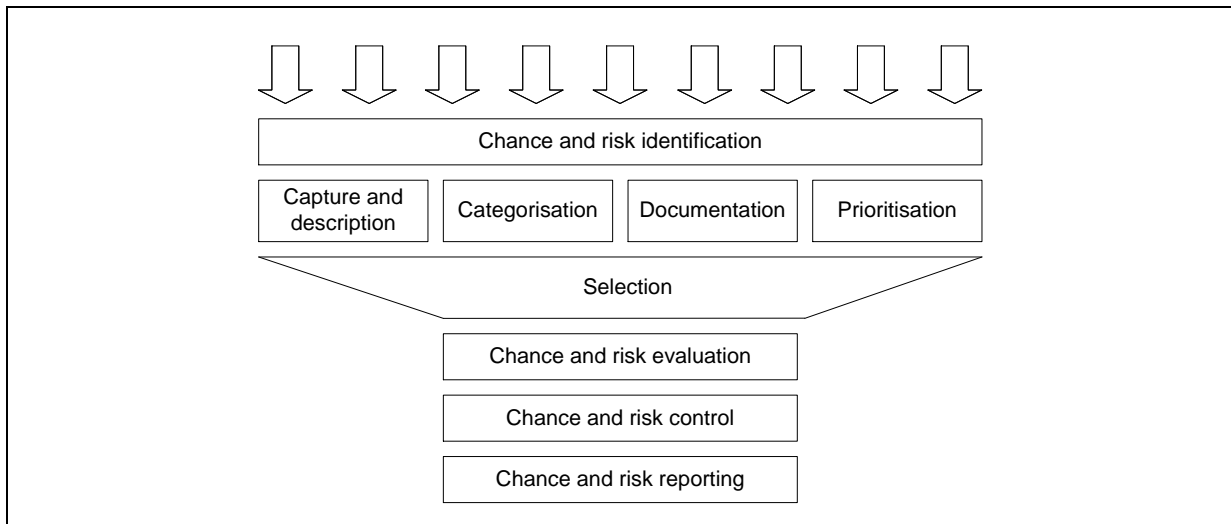 Chance and risk identification
Capture and
description
Categorisation
Documentation
Prioritisation
Selection
Chance and risk evaluation
Chance and risk control
Chance and risk reporting